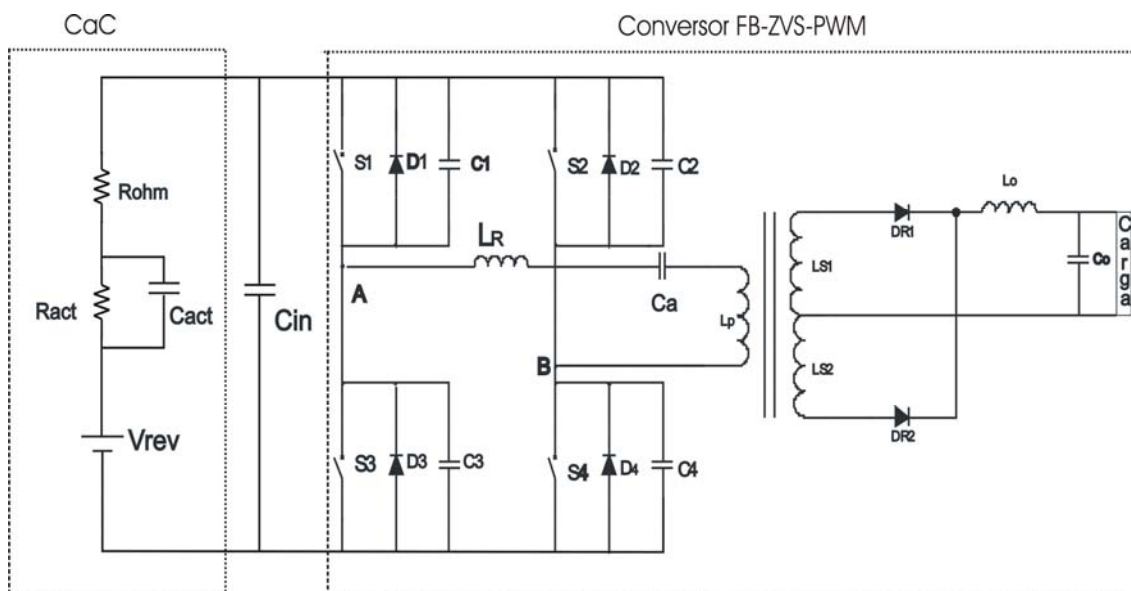 CaC
Conversor FB-ZVS-PWM
S1
D1
C1
S2
D2
C2
Rohm
LR
Lo
DR1
Carga
Co
LS1
A
Ca
Lp
Ract
Cact
Cin
B
LS2
DR2
Vrev
S3
D3
C3
S4
D4
C4